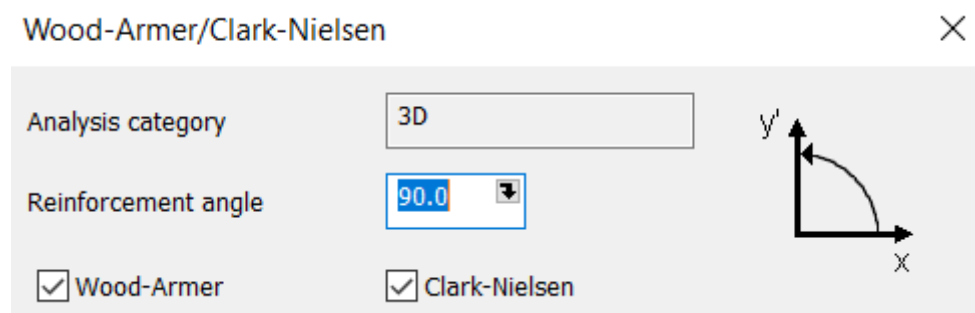 Wood-Armer/Clark-Nielsen
Analysis category 3D
y'
Reinforcement angle 90.0
x
Wood-Armer Clark-Nielsen